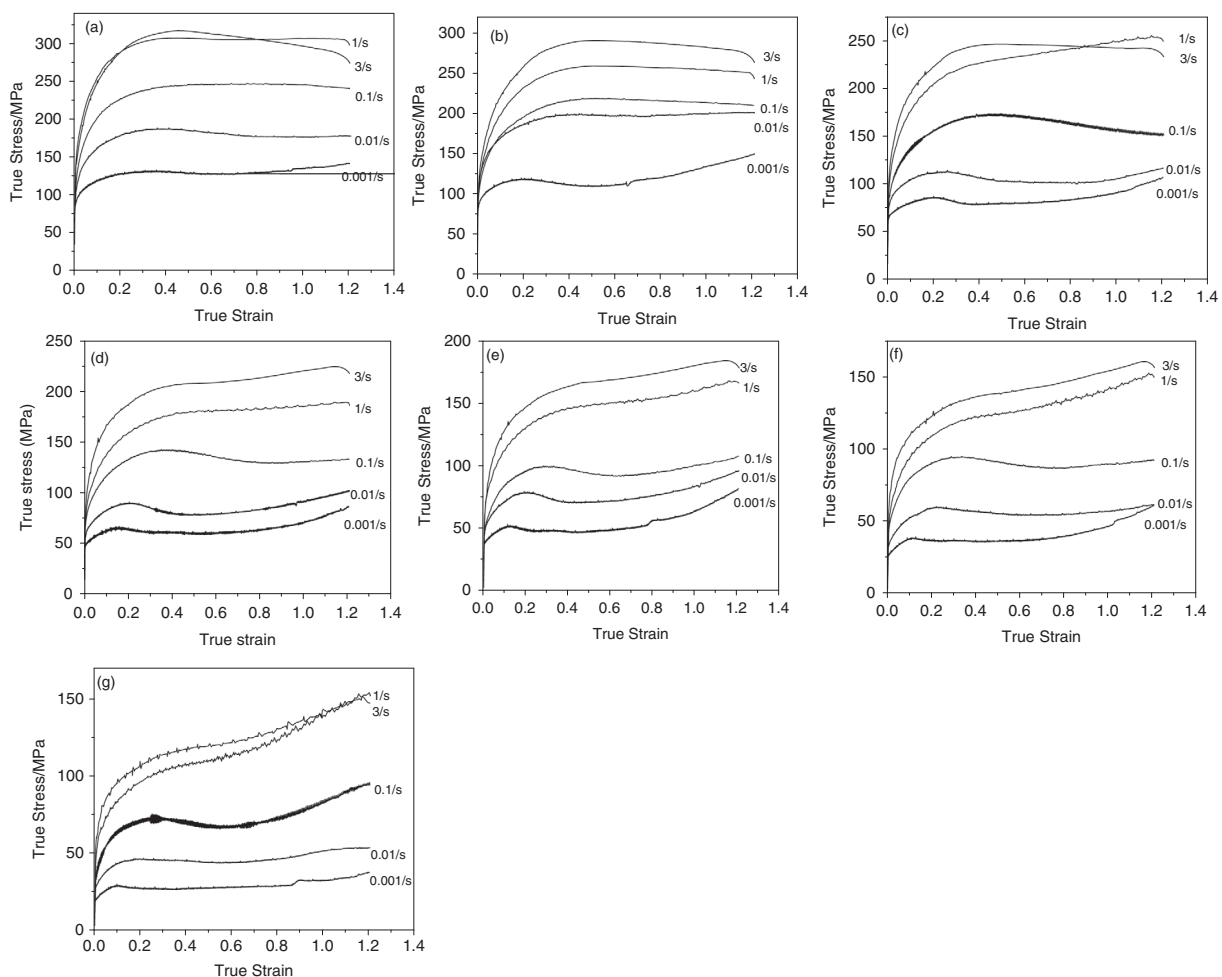 (a)
True Stress/MPa
300
250
200
150
100
50
0
1/s
3/s
0.1/s
0.01/s
0.001/s
0.0 0.2 0.4 0.6 0.8 1.0 1.2 1.4
True Strain
(b)
True Stress/MPa
350
300
250
200
150
100
50
0
3/s
1/s
0.1/s
0.01/s
0.001/s
0.0 0.2 0.4 0.6 0.8 1.0 1.2 1.4
True Strain
(c)
True Stress/MPa
250
200
150
100
50
0
1/s
3/s
0.1/s
0.01/s
0.001/s
0.0 0.2 0.4 0.6 0.8 1.0 1.2 1.4
True Strain
(d)
True stress (MPa)
250
200
150
100
50
0
3/s
1/s
0.1/s
0.01/s
0.001/s
0.0 0.2 0.4 0.6 0.8 1.0 1.2 1.4
True strain
(e)
True Stress/MPa
200
150
100
50
0
3/s
1/s
0.1/s
0.01/s
0.001/s
0.0 0.2 0.4 0.6 0.8 1.0 1.2 1.4
True Strain
(f)
True Stress/MPa
150
100
50
0
3/s
1/s
0.1/s
0.01/s
0.001/s
0.0 0.2 0.4 0.6 0.8 1.0 1.2 1.4
True Strain
(g)
True Stress/MPa
150
100
50
0
1/s
3/s
0.1/s
0.01/s
0.001/s
0.0 0.2 0.4 0.6 0.8 1.0 1.2 1.4
True Strain